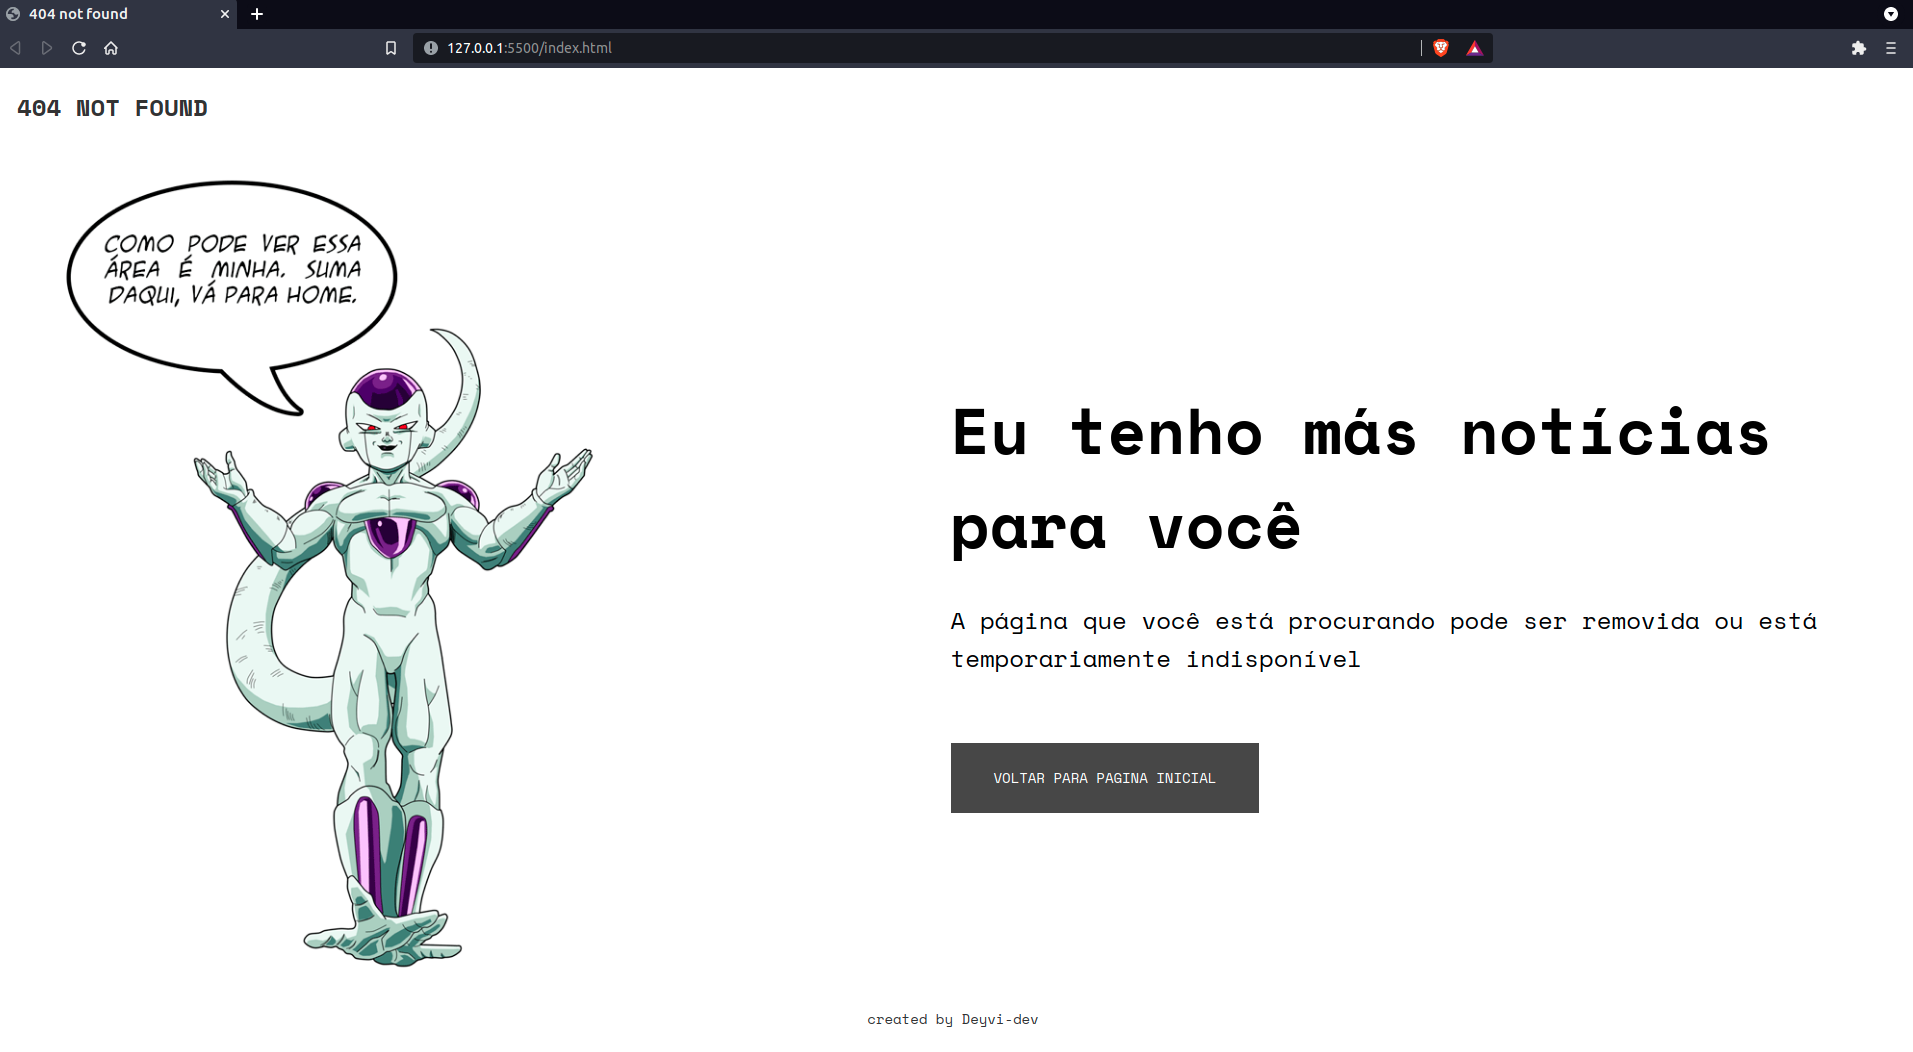 404 not found
127.0.0.1:5500/index.html
404 NOT FOUND
COMO PODE VER ESSA
ÁREA É MINHA. SUMA
DAQUI, VÁ PARA HOME.
Eu tenho más notícias
para você
A página que você está procurando pode ser removida ou está
temporariamente indisponível
VOLTAR PARA PAGINA INICIAL
created by Deyvi-dev